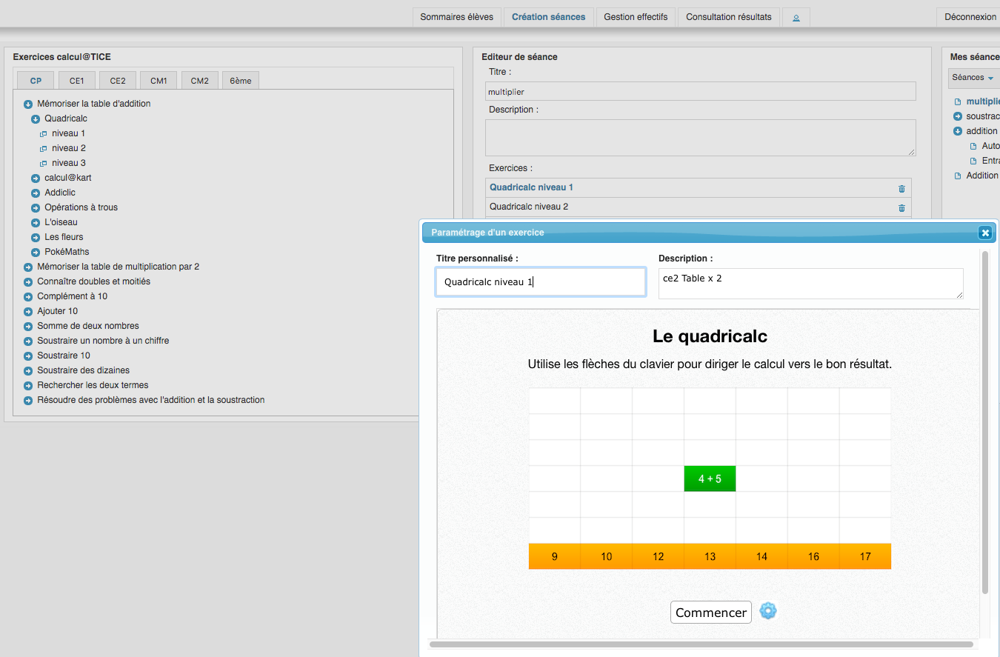 Sommaires élèves
Création séances
Gestion effectifs
Consultation résultats
Déconnexion
Exercices calcul@TICE
CP
CE1
CE2
CM1
CM2
6ème
Mémoriser la table d'addition
Quadricalc
niveau 1
niveau 2
niveau 3
calcul@kart
Addiclic
Opérations à trous
L'oiseau
Les fleurs
PokéMaths
Mémoriser la table de multiplication par 2
Connaître doubles et moitiés
Complément à 10
Ajouter 10
Somme de deux nombres
Soustraire un nombre à un chiffre
Soustraire 10
Soustraire des dizaines
Rechercher les deux termes
Résoudre des problèmes avec l'addition et la soustraction
Editeur de séance
Titre :
multiplier
Description :
Exercices :
Quadricalc niveau 1
Quadricalc niveau 2
Mes séance
Séances
multiplie
soustrac
addition
Auto
Entra
Addition
Paramétrage d'un exercice
Titre personnalisé :
Quadricalc niveau 1
Description :
ce2 Table x 2
Le quadricalc
Utilise les flèches du clavier pour diriger le calcul vers le bon résultat.
4 + 5
9 10 12 13 14 16 17
Commencer